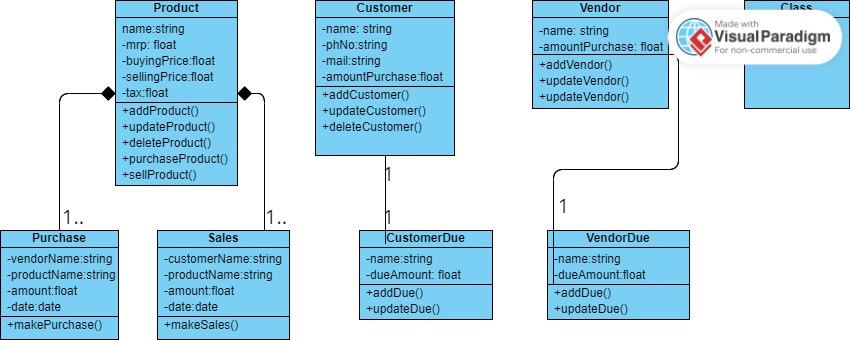 Product
name:string
-mrp: float
-buyingPrice:float
-sellingPrice:float
-tax:float
+addProduct()
+updateProduct()
+deleteProduct()
+purchaseProduct()
+sellProduct()
Customer
-name: string
-phNo:string
-mail:string
-amountPurchase:float
+addCustomer()
+updateCustomer()
+deleteCustomer()
Vendor
-name: string
-amountPurchase: float
+addVendor()
+updateVendor()
+updateVendor()
Class
Made with
Visual Paradigm
For non-commercial use
1..
1..
1
1
1
Purchase
-vendorName:string
-productName:string
-amount:float
-date:date
+makePurchase()
Sales
-customerName:string
-productName:string
-amount:float
-date:date
+makeSales()
CustomerDue
-name:string
-dueAmount: float
+addDue()
+updateDue()
VendorDue
-name:string
-dueAmount:float
+addDue()
+updateDue()